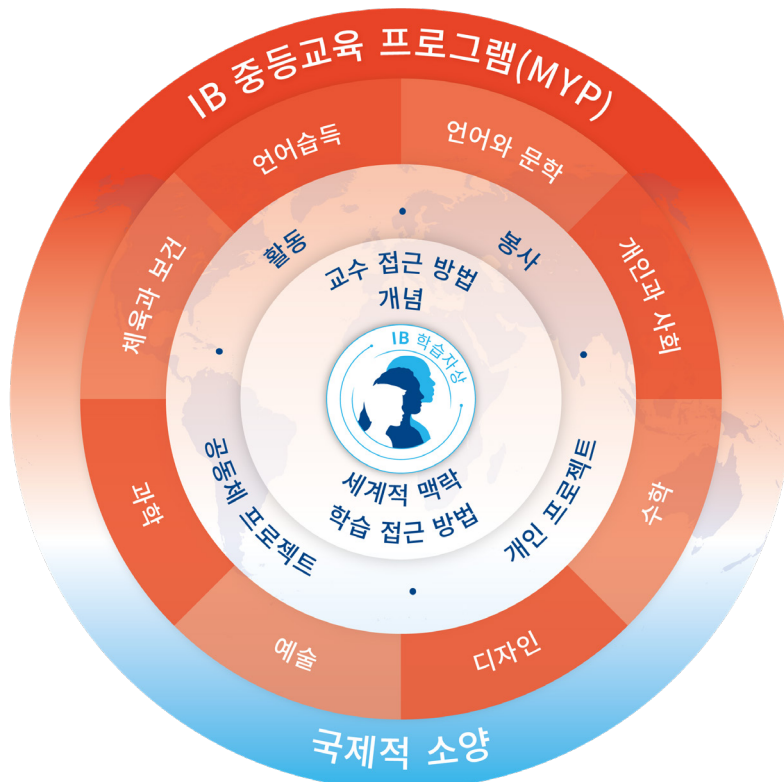 IB 중등교육 프로그램(MYP)
언어습득
언어와 문학
체육과 보건
개인과 사회
과학
수학
예술
디자인
활동
봉사
공동체 프로젝트
개인 프로젝트
교수 접근 방법
개념
IB 학습자상
세계적 맥락
학습 접근 방법
국제적 소양